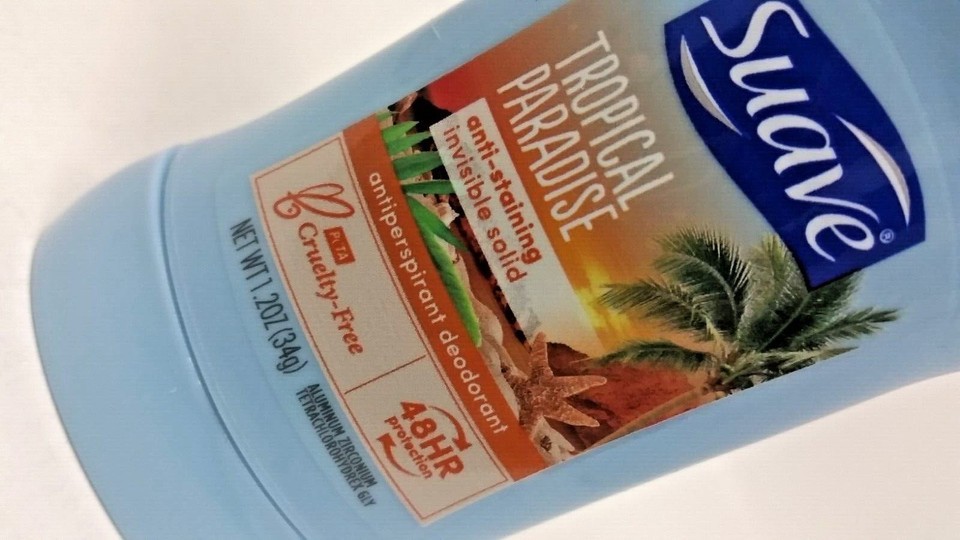 suave®
TROPICAL
PARADISE
anti-staining
invisible solid
antiperspirant deodorant
PETA
Cruelty-Free
48HR
protection
NET WT 1.2OZ (34g)
ALUMINUM ZIRCONIUM
TETRACHLOROHYDREX GLY